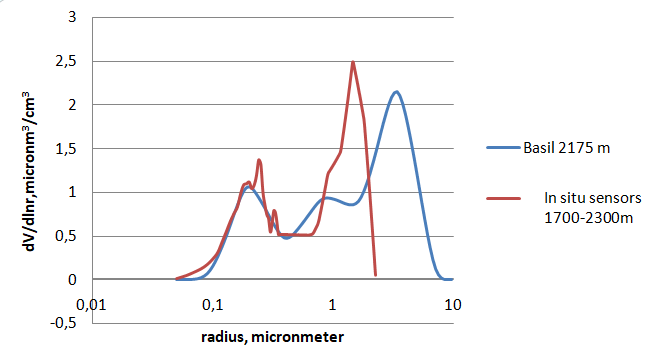 3
2,5
2
1,5
1
0,5
0
-0,5
0,01
0,1
1
10
dV/dlnr,micronm³/cm³
radius, micronmeter
Basil 2175 m
In situ sensors
1700-2300m